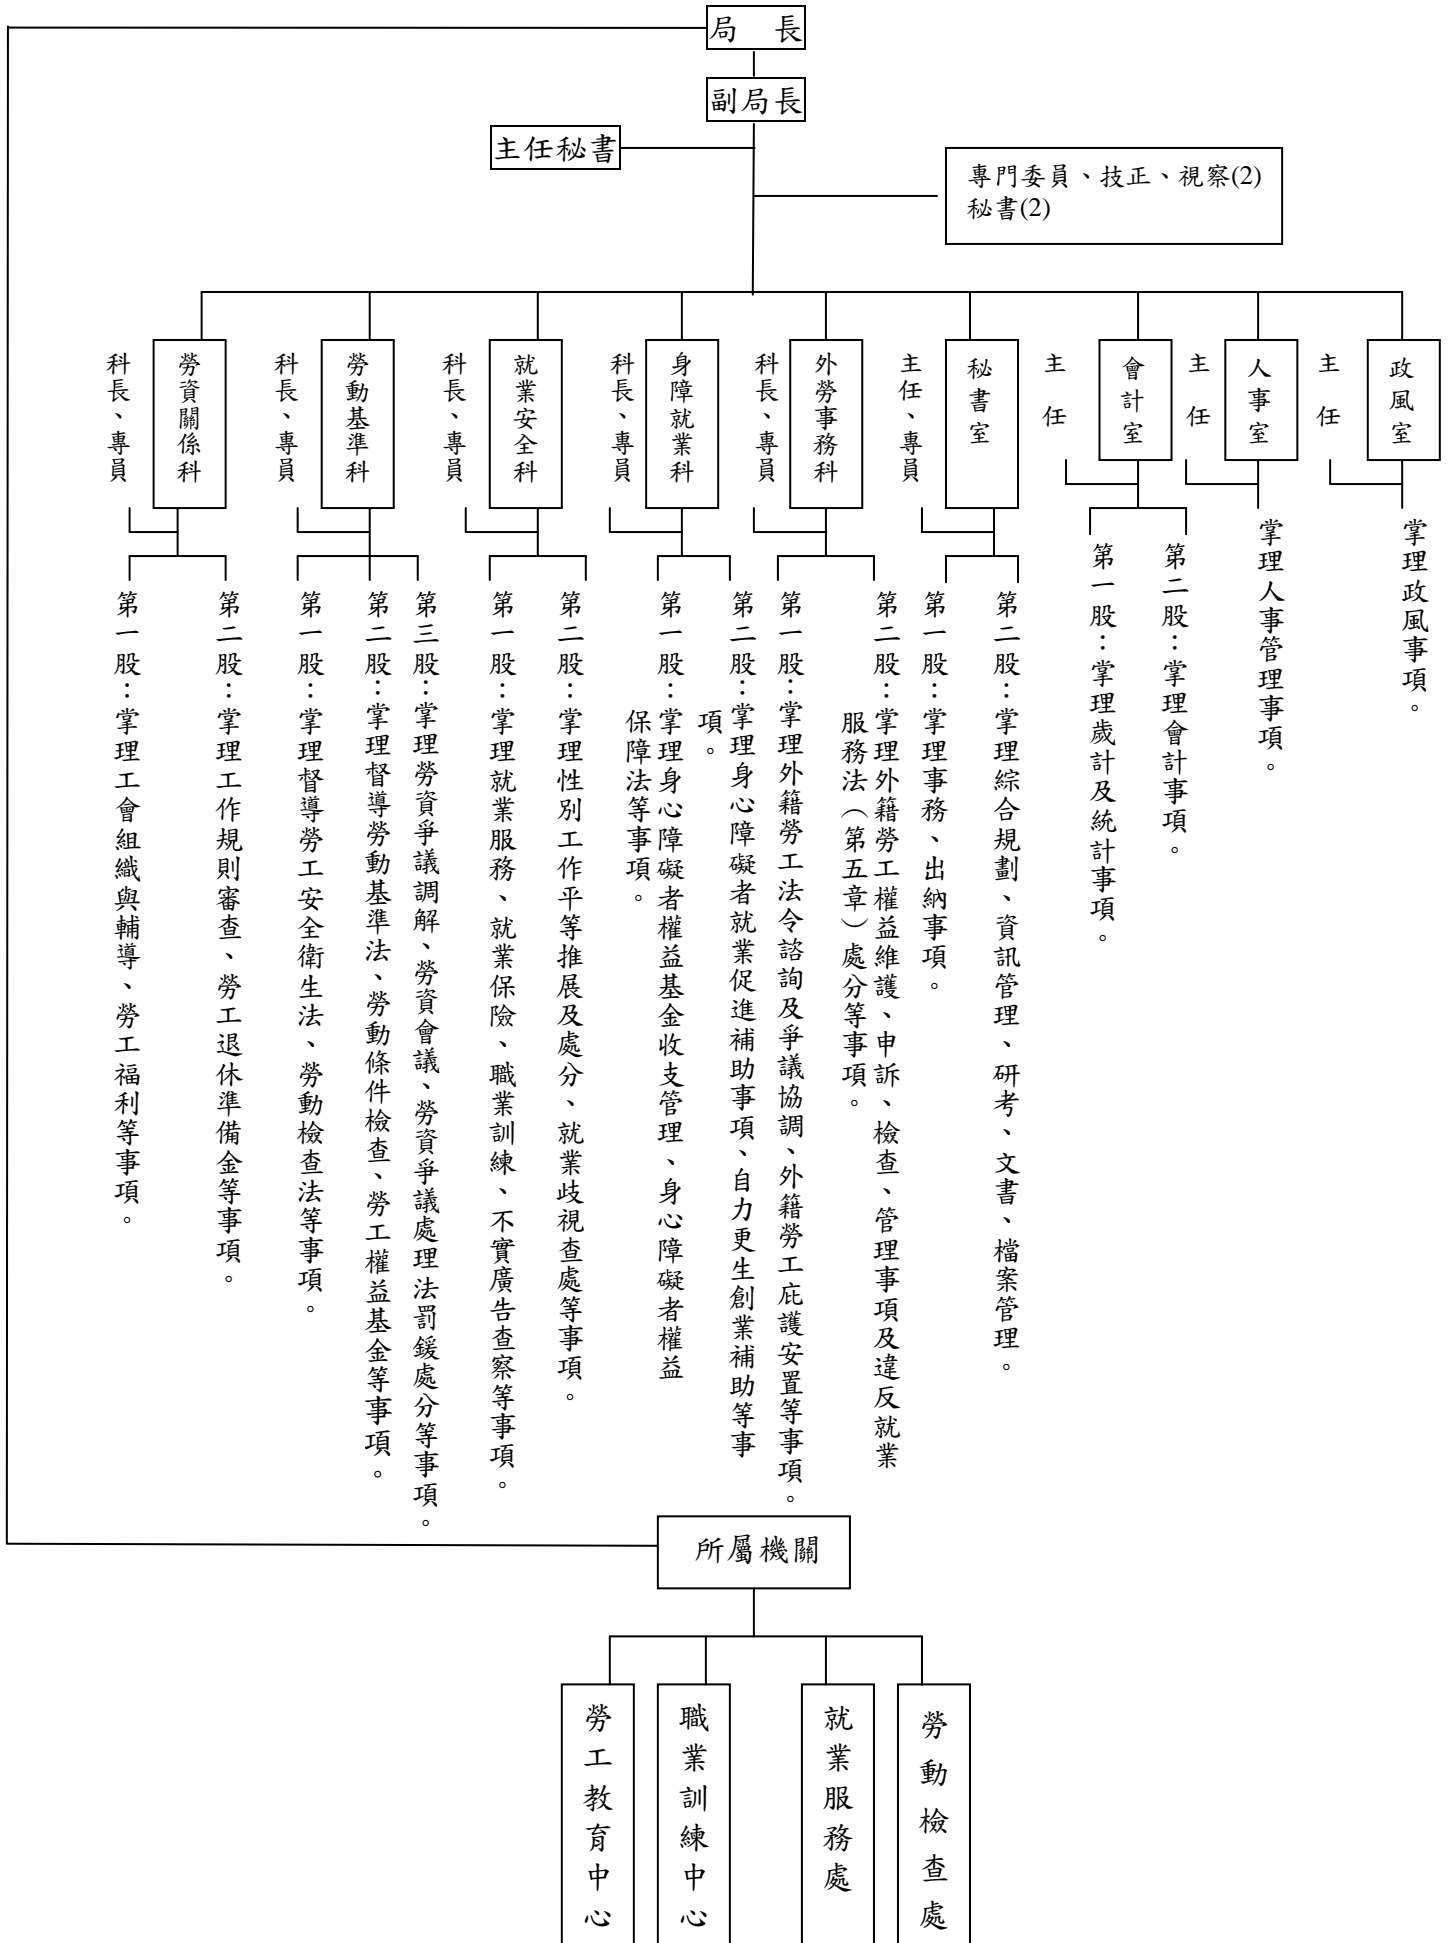 局　長
副局長
主任秘書
專門委員、技正、視察(2)
秘書(2)
勞資關係科
科長、專員
第一股：掌理工會組織與輔導、勞工福利等事項。
第二股：掌理工作規則審查、勞工退休準備金等事項。
勞動基準科
科長、專員
第一股：掌理督導勞工安全衛生法、勞動檢查法等事項。
第二股：掌理督導勞動基準法、勞動條件檢查、勞工權益基金等事項。
第三股：掌理勞資爭議調解、勞資會議、勞資爭議處理法罰鍰處分等事項。
就業安全科
科長、專員
第一股：掌理就業服務、就業保險、職業訓練、不實廣告查察等事項。
第二股：掌理性別工作平等推展及處分、就業歧視查處等事項。
身障就業科
科長、專員
第一股：掌理身心障礙者權益基金收支管理、身心障礙者權益
保障法等事項。
第二股：掌理身心障礙者就業促進補助事項、自力更生創業補助等事
項。
外勞事務科
科長、專員
第一股：掌理外籍勞工法令諮詢及爭議協調、外籍勞工庇護安置等事項。
第二股：掌理外籍勞工權益維護、申訴、檢查、管理事項及違反就業
服務法（第五章）處分等事項。
秘書室
主任、專員
第一股：掌理事務、出納事項。
第二股：掌理綜合規劃、資訊管理、研考、文書、檔案管理。
會計室
主　任
第一股：掌理歲計及統計事項。
第二股：掌理會計事項。
人事室
主　任
掌理人事管理事項。
政風室
主　任
掌理政風事項。
所屬機關
勞工教育中心
職業訓練中心
就業服務處
勞動檢查處